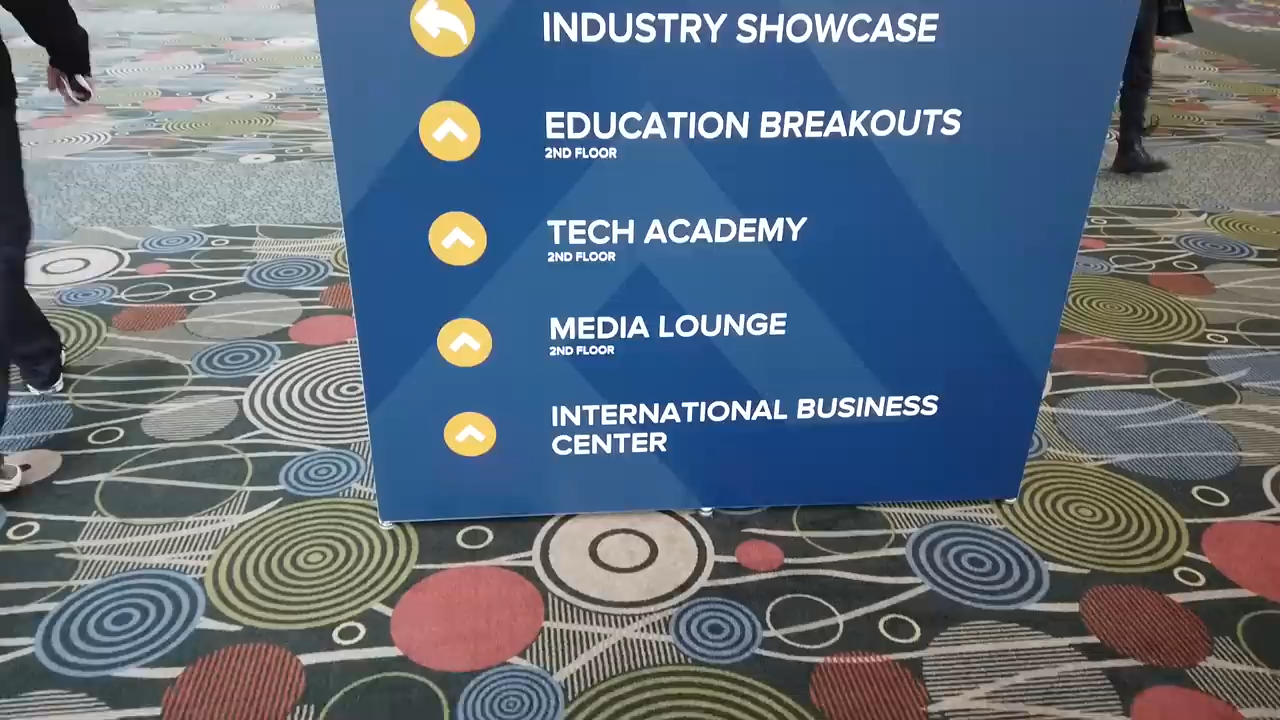 INDUSTRY SHOWCASE
EDUCATION BREAKOUTS
2ND FLOOR
TECH ACADEMY
2ND FLOOR
MEDIA LOUNGE
2ND FLOOR
INTERNATIONAL BUSINESS
CENTER